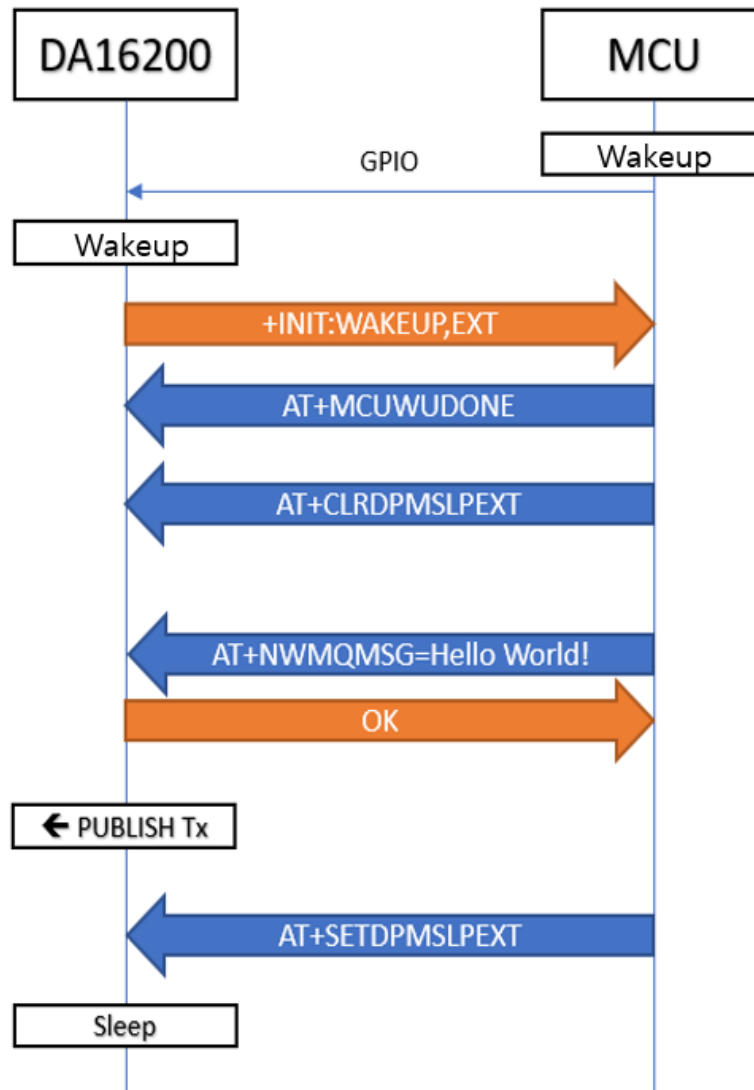 DA16200
MCU
Wakeup
GPIO
Wakeup
+INIT:WAKEUP,EXT
AT+MCUWUDONE
AT+CLRDPMSLPEXT
AT+NWMQMSG=Hello World!
OK
← PUBLISH Tx
AT+SETDPMSLPEXT
Sleep